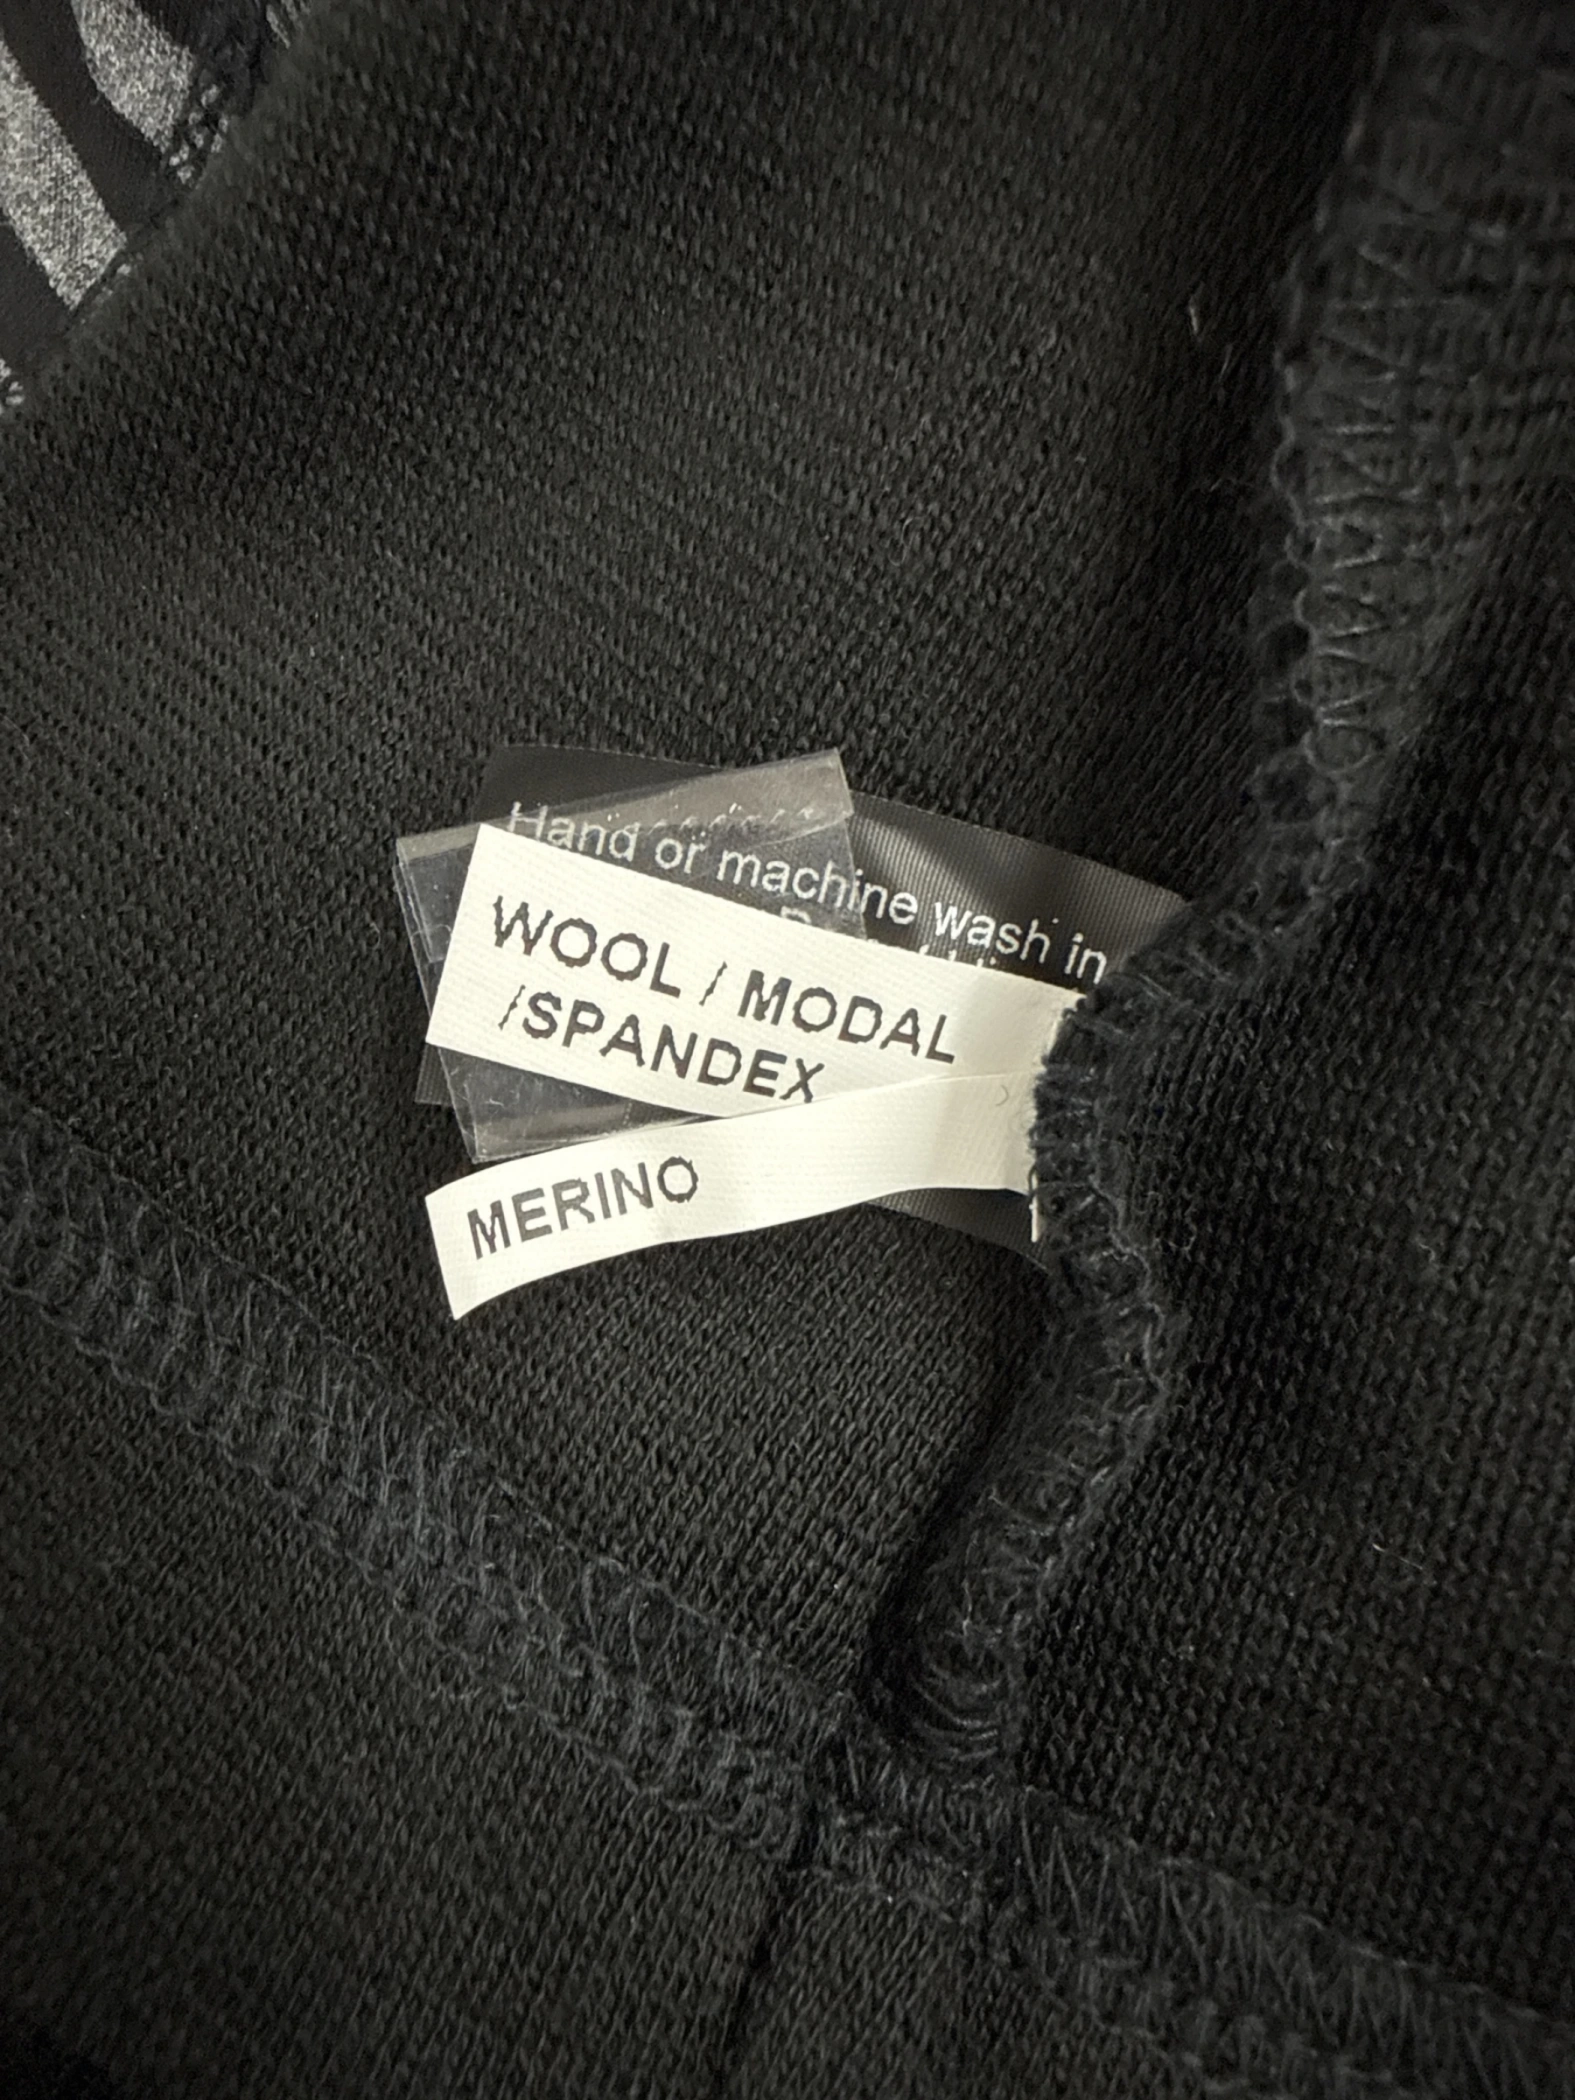 Hand or machine wash in
WOOL / MODAL
/SPANDEX
MERINO